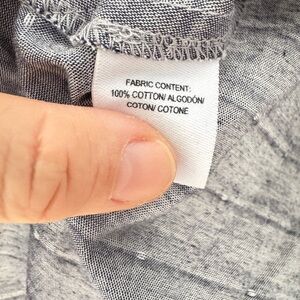 FABRIC CONTENT:
100% COTTON/ ALGODÓN/
COTON/ COTONE